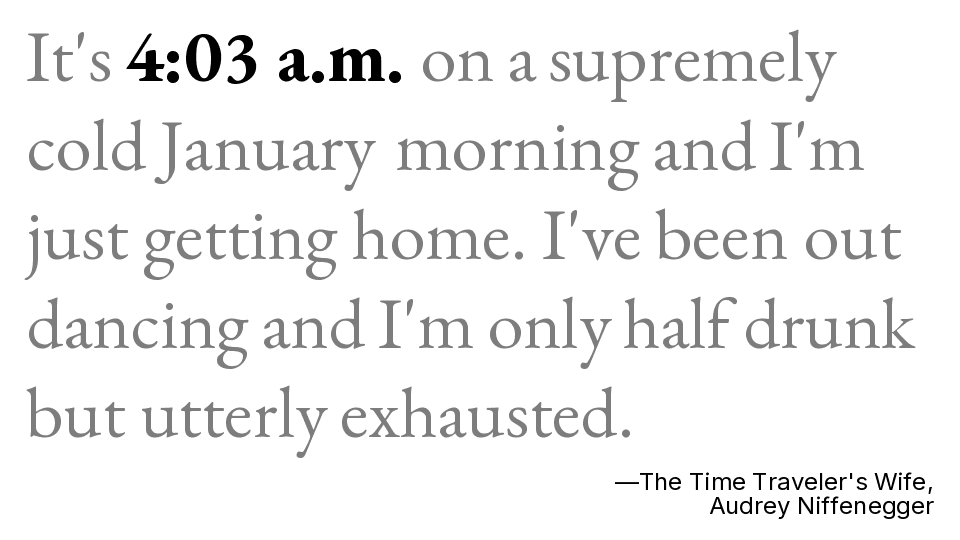 It's 4:03 a.m. on a supremely
cold January morning and I'm
just getting home. I've been out
dancing and I'm only half drunk
but utterly exhausted.
—The Time Traveler's Wife,
Audrey Niffenegger